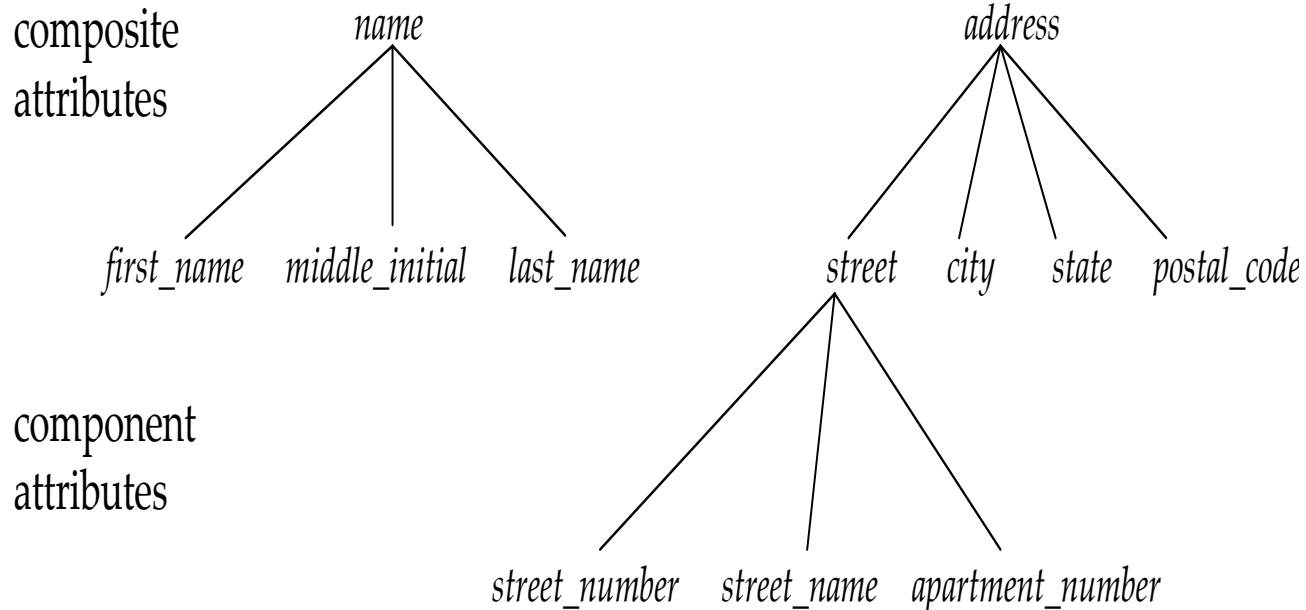 composite
attributes
name
address
first_name middle_initial last_name
street city state postal_code
component
attributes
street_number street_name apartment_number